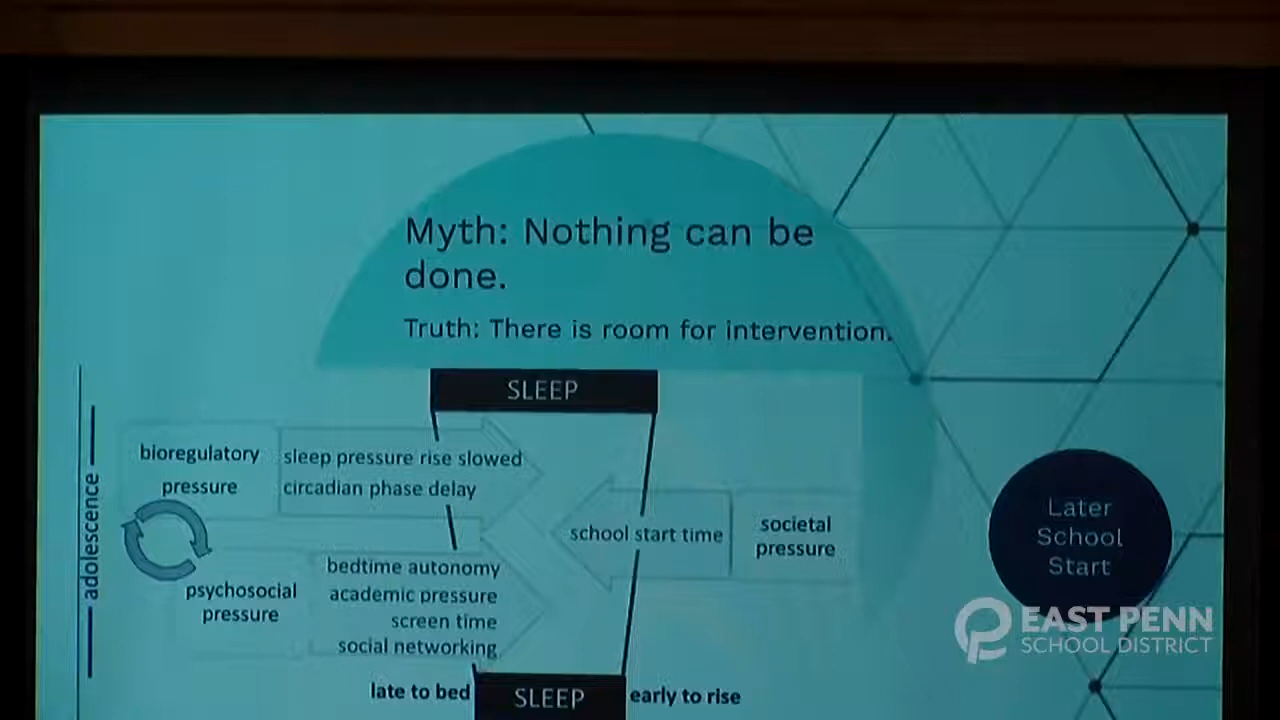 Myth: Nothing can be
done.
Truth: There is room for intervention.
SLEEP
adolescence
bioregulatory
pressure
sleep pressure rise slowed
circadian phase delay
school start time
societal
pressure
psychosocial
pressure
bedtime autonomy
academic pressure
screen time
social networking
late to bed
SLEEP
early to rise
Later
School
Start
EAST PENN
SCHOOL DISTRICT